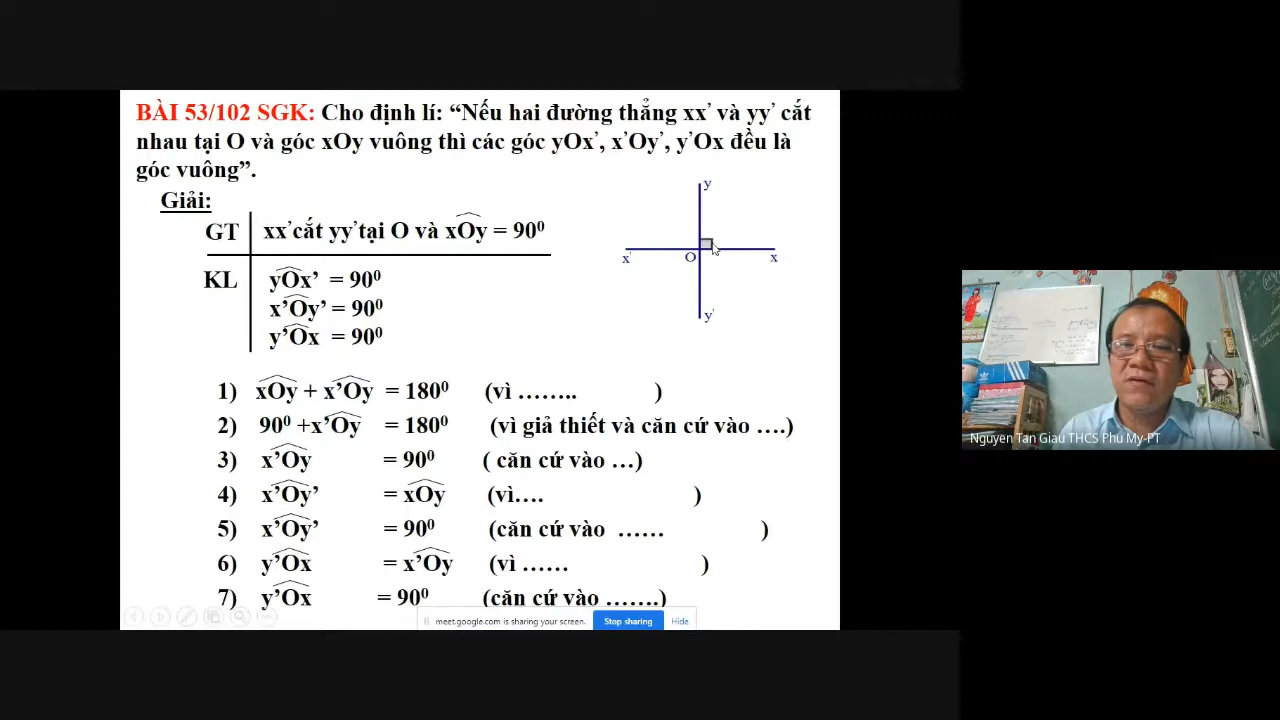 BÀI 53/102 SGK: Cho định lí: “Nếu hai đường thẳng xx’ và yy’ cắt
nhau tại O và góc xOy vuông thì các góc yOx’, x’Oy’, y’Ox đều là
góc vuông”.
Giải:
GT xx’cắt yy’tại O và xOy = 90⁰
KL yOx’ = 90⁰
x’Oy’ = 90⁰
y’Ox = 90⁰
y
x’ O x
y’
1) xOy + x’Oy = 180⁰ (vì …….. )
2) 90⁰ +x’Oy = 180⁰ (vì giả thiết và căn cứ vào ….)
3) x’Oy = 90⁰ ( căn cứ vào …)
4) x’Oy’ = xOy (vì…. )
5) x’Oy’ = 90⁰ (căn cứ vào …… )
6) y’Ox = x’Oy (vì …… )
7) y’Ox = 90⁰ (căn cứ vào …….)
meet.google.com is sharing your screen. Stop sharing Hide
Nguyen Tan Giau THCS Phu My-PT